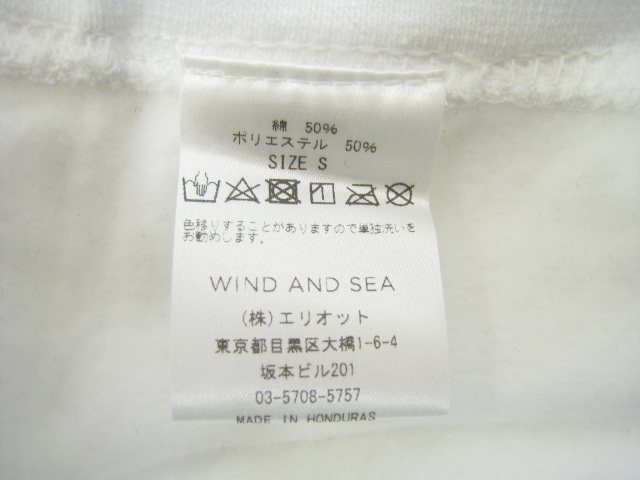 綿 50%
ポリエステル 50%
SIZE S
色移りすることがありますので単独洗いを
お勧めします。
WIND AND SEA
(株)エリオット
東京都目黒区大橋1-6-4
坂本ビル201
03-5708-5757
MADE IN HONDURAS